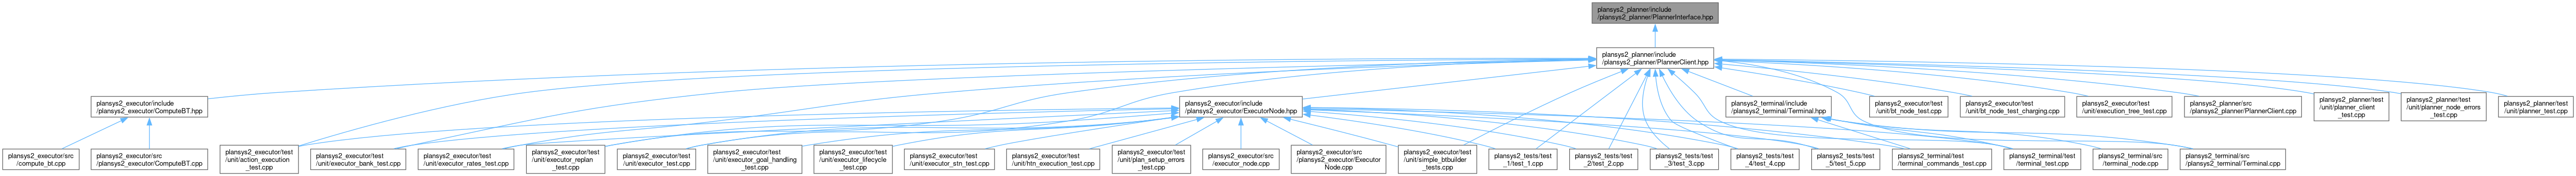 plansys2_planner/include
/plansys2_planner/PlannerInterface.hpp
plansys2_planner/include
/plansys2_planner/PlannerClient.hpp
plansys2_executor/include
/plansys2_executor/ComputeBT.hpp
plansys2_executor/include
/plansys2_executor/ExecutorNode.hpp
plansys2_terminal/include
/plansys2_terminal/Terminal.hpp
plansys2_executor/test
/unit/bt_node_test.cpp
plansys2_executor/test
/unit/bt_node_test_charging.cpp
plansys2_executor/test
/unit/execution_tree_test.cpp
plansys2_planner/src
/plansys2_planner/PlannerClient.cpp
plansys2_planner/test
/unit/planner_client
_test.cpp
plansys2_planner/test
/unit/planner_node_errors
_test.cpp
plansys2_planner/test
/unit/planner_test.cpp
plansys2_executor/src
/compute_bt.cpp
plansys2_executor/src
/plansys2_executor/ComputeBT.cpp
plansys2_executor/test
/unit/action_execution
_test.cpp
plansys2_executor/test
/unit/executor_bank_test.cpp
plansys2_executor/test
/unit/executor_rates_test.cpp
plansys2_executor/test
/unit/executor_replan
_test.cpp
plansys2_executor/test
/unit/executor_test.cpp
plansys2_executor/test
/unit/executor_goal_handling
_test.cpp
plansys2_executor/test
/unit/executor_lifecycle
_test.cpp
plansys2_executor/test
/unit/executor_stn_test.cpp
plansys2_executor/test
/unit/htn_execution_test.cpp
plansys2_executor/test
/unit/plan_setup_errors
_test.cpp
plansys2_executor/src
/executor_node.cpp
plansys2_executor/src
/plansys2_executor/Executor
Node.cpp
plansys2_executor/test
/unit/simple_btbuilder
_tests.cpp
plansys2_tests/test
_1/test_1.cpp
plansys2_tests/test
_2/test_2.cpp
plansys2_tests/test
_3/test_3.cpp
plansys2_tests/test
_4/test_4.cpp
plansys2_tests/test
_5/test_5.cpp
plansys2_terminal/test
/terminal_commands_test.cpp
plansys2_terminal/test
/terminal_test.cpp
plansys2_terminal/src
/terminal_node.cpp
plansys2_terminal/src
/plansys2_terminal/Terminal.cpp